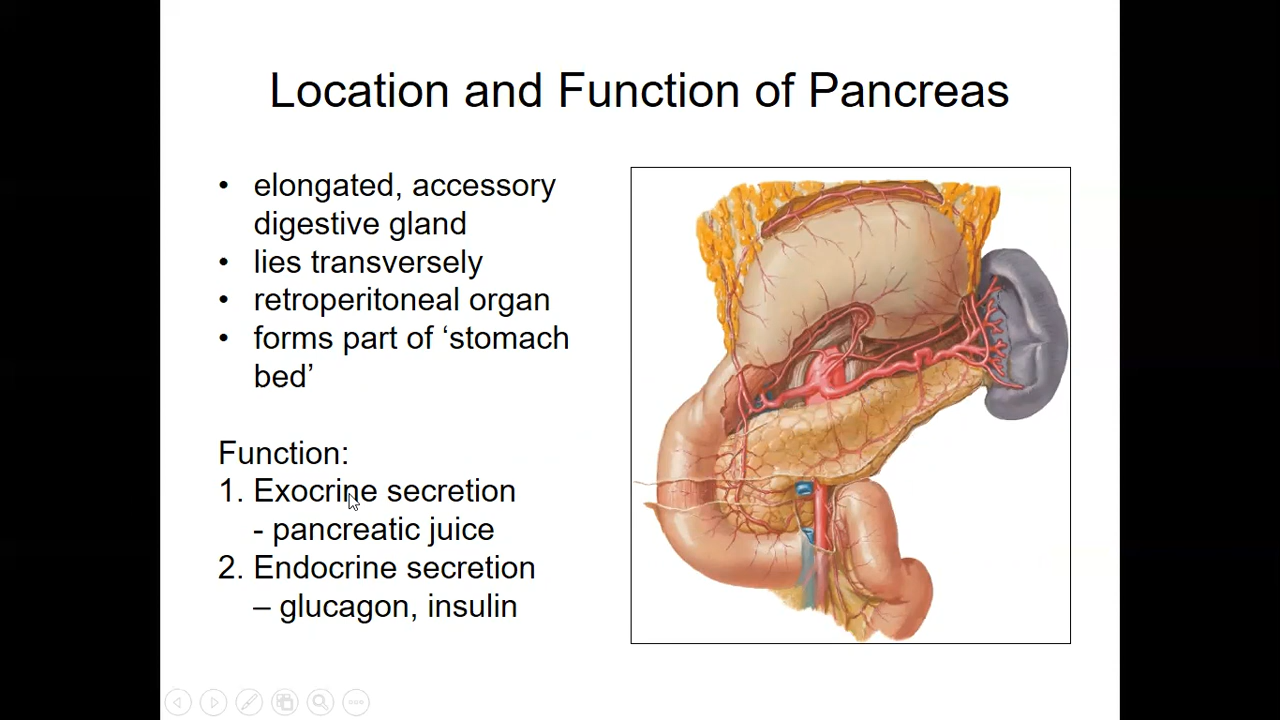 Location and Function of Pancreas
• elongated, accessory
digestive gland
• lies transversely
• retroperitoneal organ
• forms part of ‘stomach
bed’
Function:
1. Exocrine secretion
- pancreatic juice
2. Endocrine secretion
– glucagon, insulin